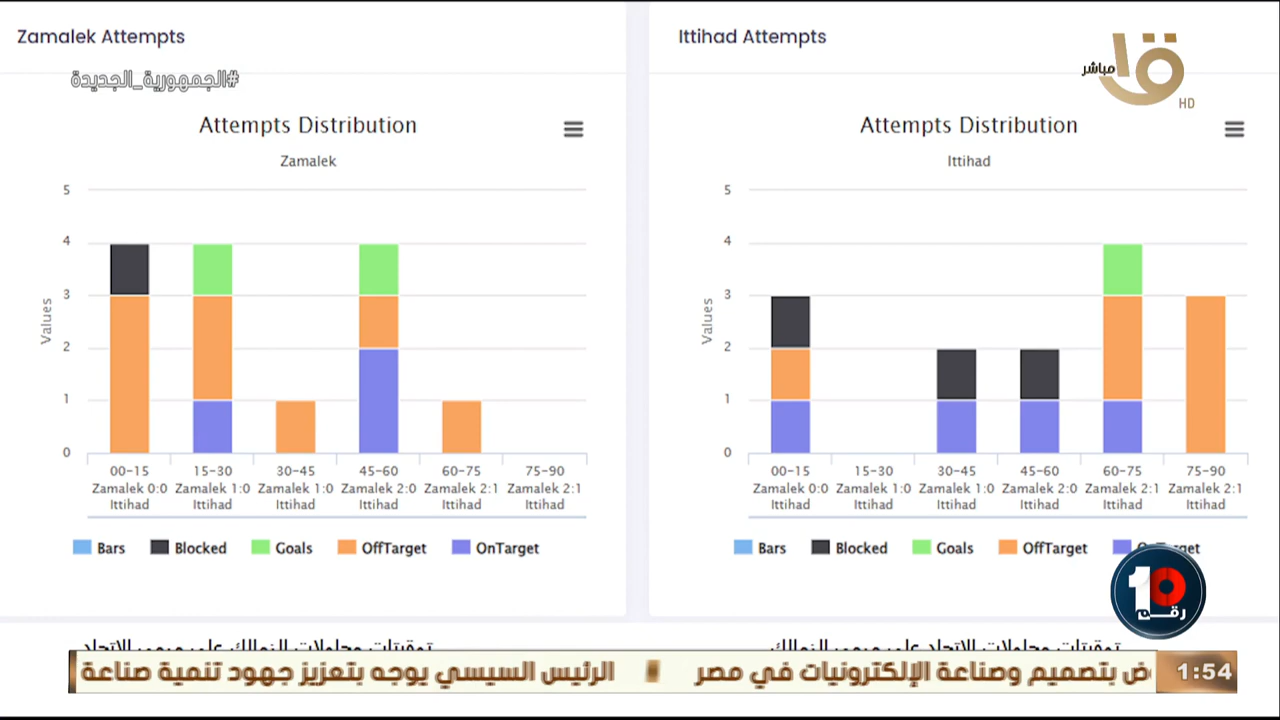 Zamalek Attempts
#الجمهورية_الجديدة
Attempts Distribution
Zamalek
Values
5
4
3
2
1
0
00-15 15-30 30-45 45-60 60-75 75-90
Zamalek 0:0 Zamalek 1:0 Zamalek 1:0 Zamalek 2:0 Zamalek 2:1 Zamalek 2:1
Ittihad Ittihad Ittihad Ittihad Ittihad Ittihad
Bars Blocked Goals OffTarget OnTarget
Ittihad Attempts
مباشر
HD
Attempts Distribution
Ittihad
Values
5
4
3
2
1
0
00-15 15-30 30-45 45-60 60-75 75-90
Zamalek 0:0 Zamalek 1:0 Zamalek 1:0 Zamalek 2:0 Zamalek 2:1 Zamalek 2:1
Ittihad Ittihad Ittihad Ittihad Ittihad Ittihad
Bars Blocked Goals OffTarget
10
رقم
بتصميم وصناعة الإلكترونيات في مصر الرئيس السيسي يوجه بتعزيز جهود تنمية صناعة
1:54